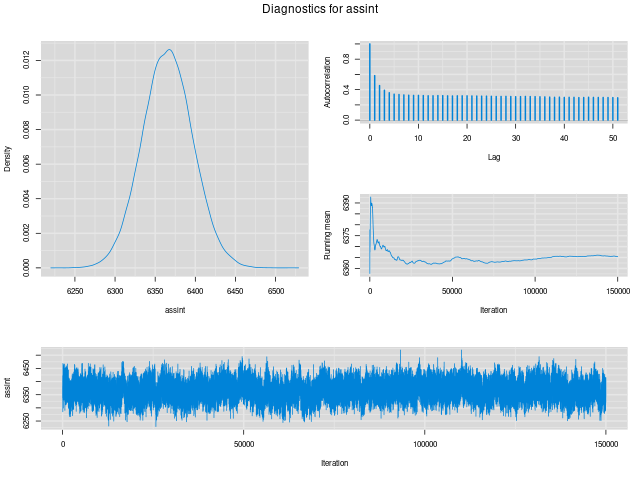 Diagnostics for assint
Density
0.000 0.002 0.004 0.006 0.008 0.010 0.012
6250 6300 6350 6400 6450 6500
assint
Autocorrelation
0.0 0.4 0.8
0 10 20 30 40 50
Lag
Running mean
6360 6375 6390
0 50000 100000 150000
Iteration
assint
6250 6350 6450
0 50000 100000 150000
Iteration